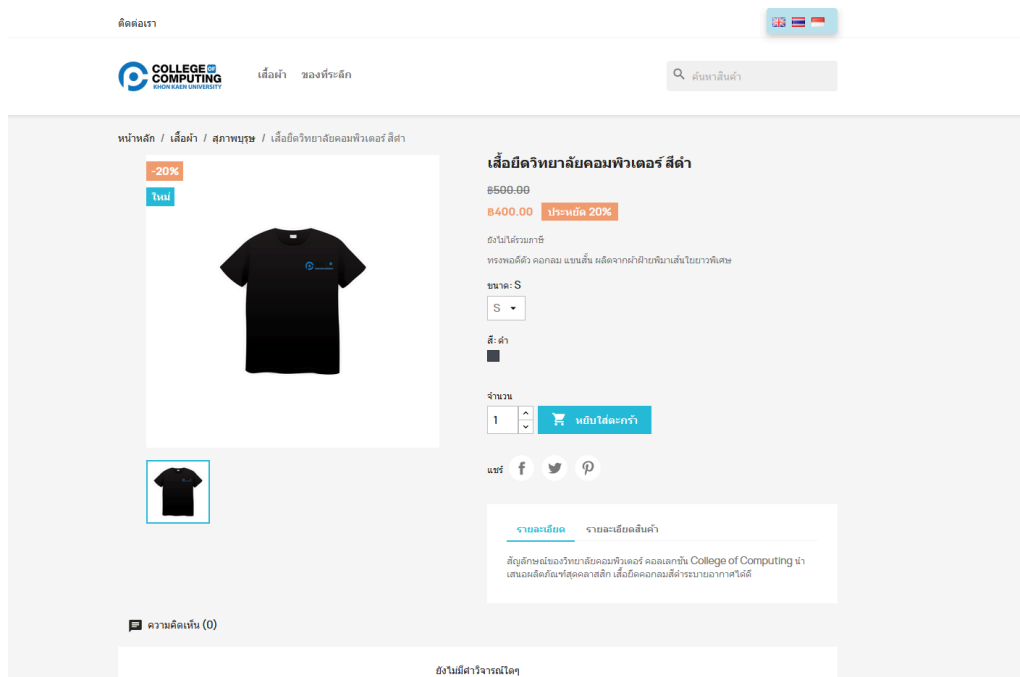 ติดต่อเรา
COLLEGE OF
COMPUTING
KHON KAEN UNIVERSITY
เสื้อผ้า ของที่ระลึก
ค้นหาสินค้า
หน้าหลัก / เสื้อผ้า / สุภาพบุรุษ / เสื้อยืดวิทยาลัยคอมพิวเตอร์ สีดำ
-20%
ใหม่
เสื้อยืดวิทยาลัยคอมพิวเตอร์ สีดำ
฿500.00
฿400.00 ประหยัด 20%
ยังไม่ได้รวมภาษี
ทรงพอดีตัว คอกลม แขนสั้น ผลิตจากผ้าฝ้ายพิมาเส้นใยยาวพิเศษ
ขนาด: S
S
สี: ดำ
จำนวน
1 หยิบใส่ตะกร้า
แชร์
รายละเอียด รายละเอียดสินค้า
สัญลักษณ์ของวิทยาลัยคอมพิวเตอร์ คอลเลกชัน College of Computing นำ
เสนอผลิตภัณฑ์สุดคลาสสิก เสื้อยืดคอกลมสีดำระบายอากาศได้ดี
ความคิดเห็น (0)
ยังไม่มีคำวิจารณ์ใดๆ